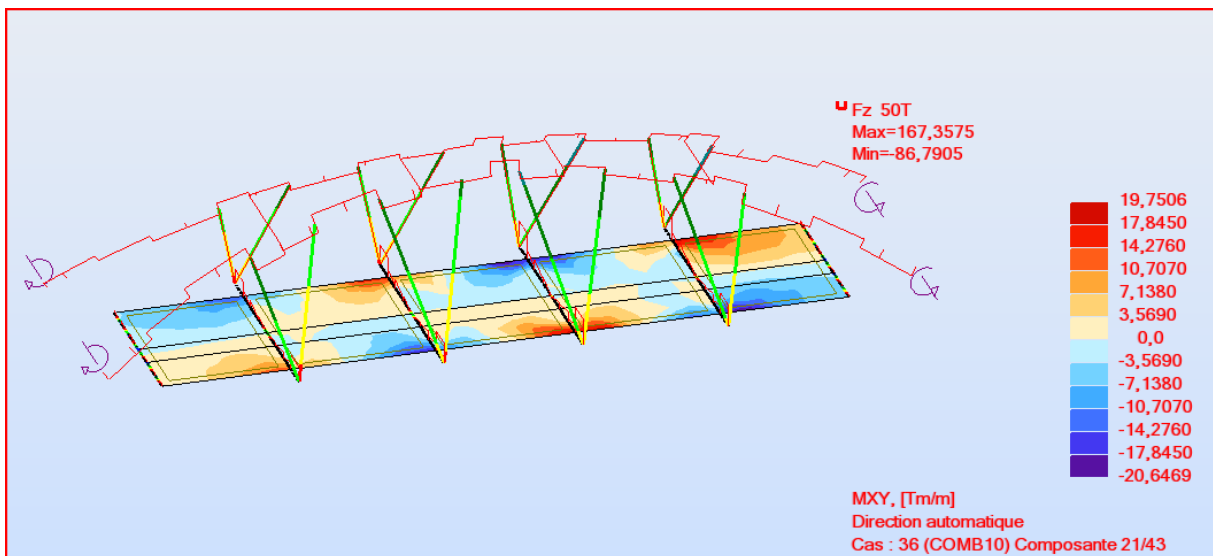 Fz 50T
Max=167,3575
Min=-86,7905
19,7506
17,8450
14,2760
10,7070
7,1380
3,5690
0,0
-3,5690
-7,1380
-10,7070
-14,2760
-17,8450
-20,6469
MXY, [Tm/m]
Direction automatique
Cas : 36 (COMB10) Composante 21/43